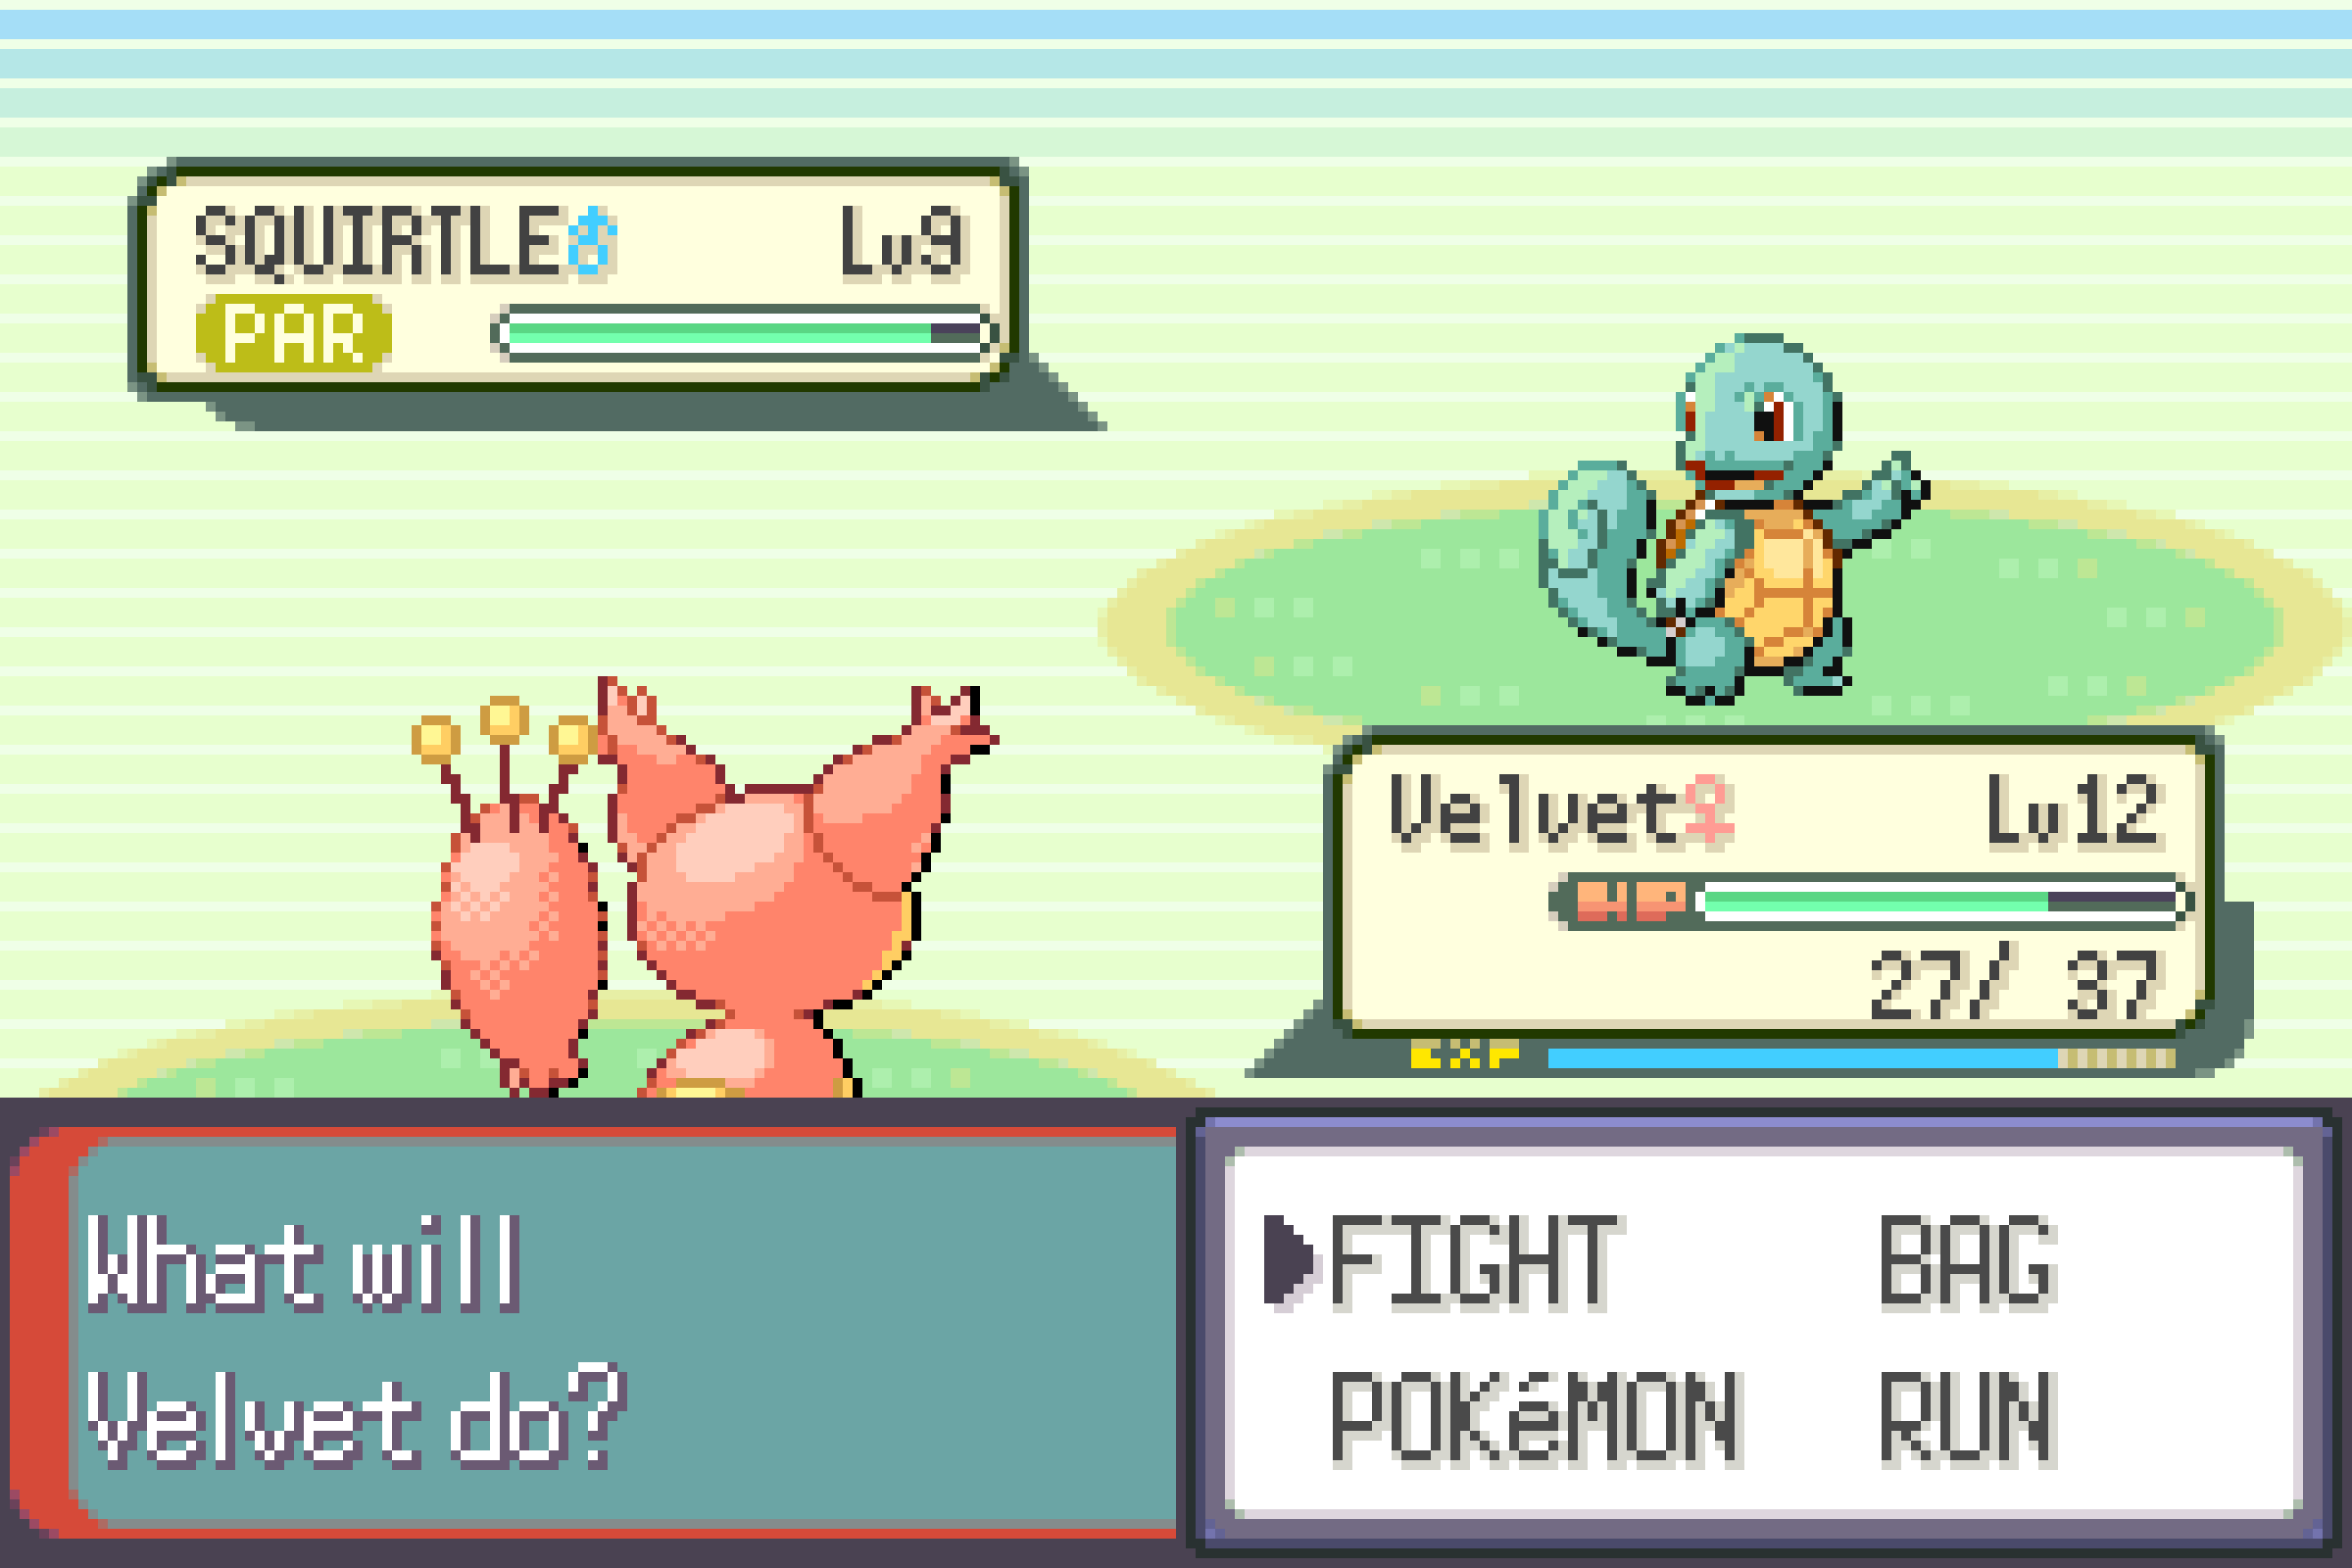 SQUIRTLE♂ Lv9
PAR
Velvet♀ Lv12
HP
27/ 37
EXP
What will
Velvet do?
▶FIGHT BAG
POKéMON RUN